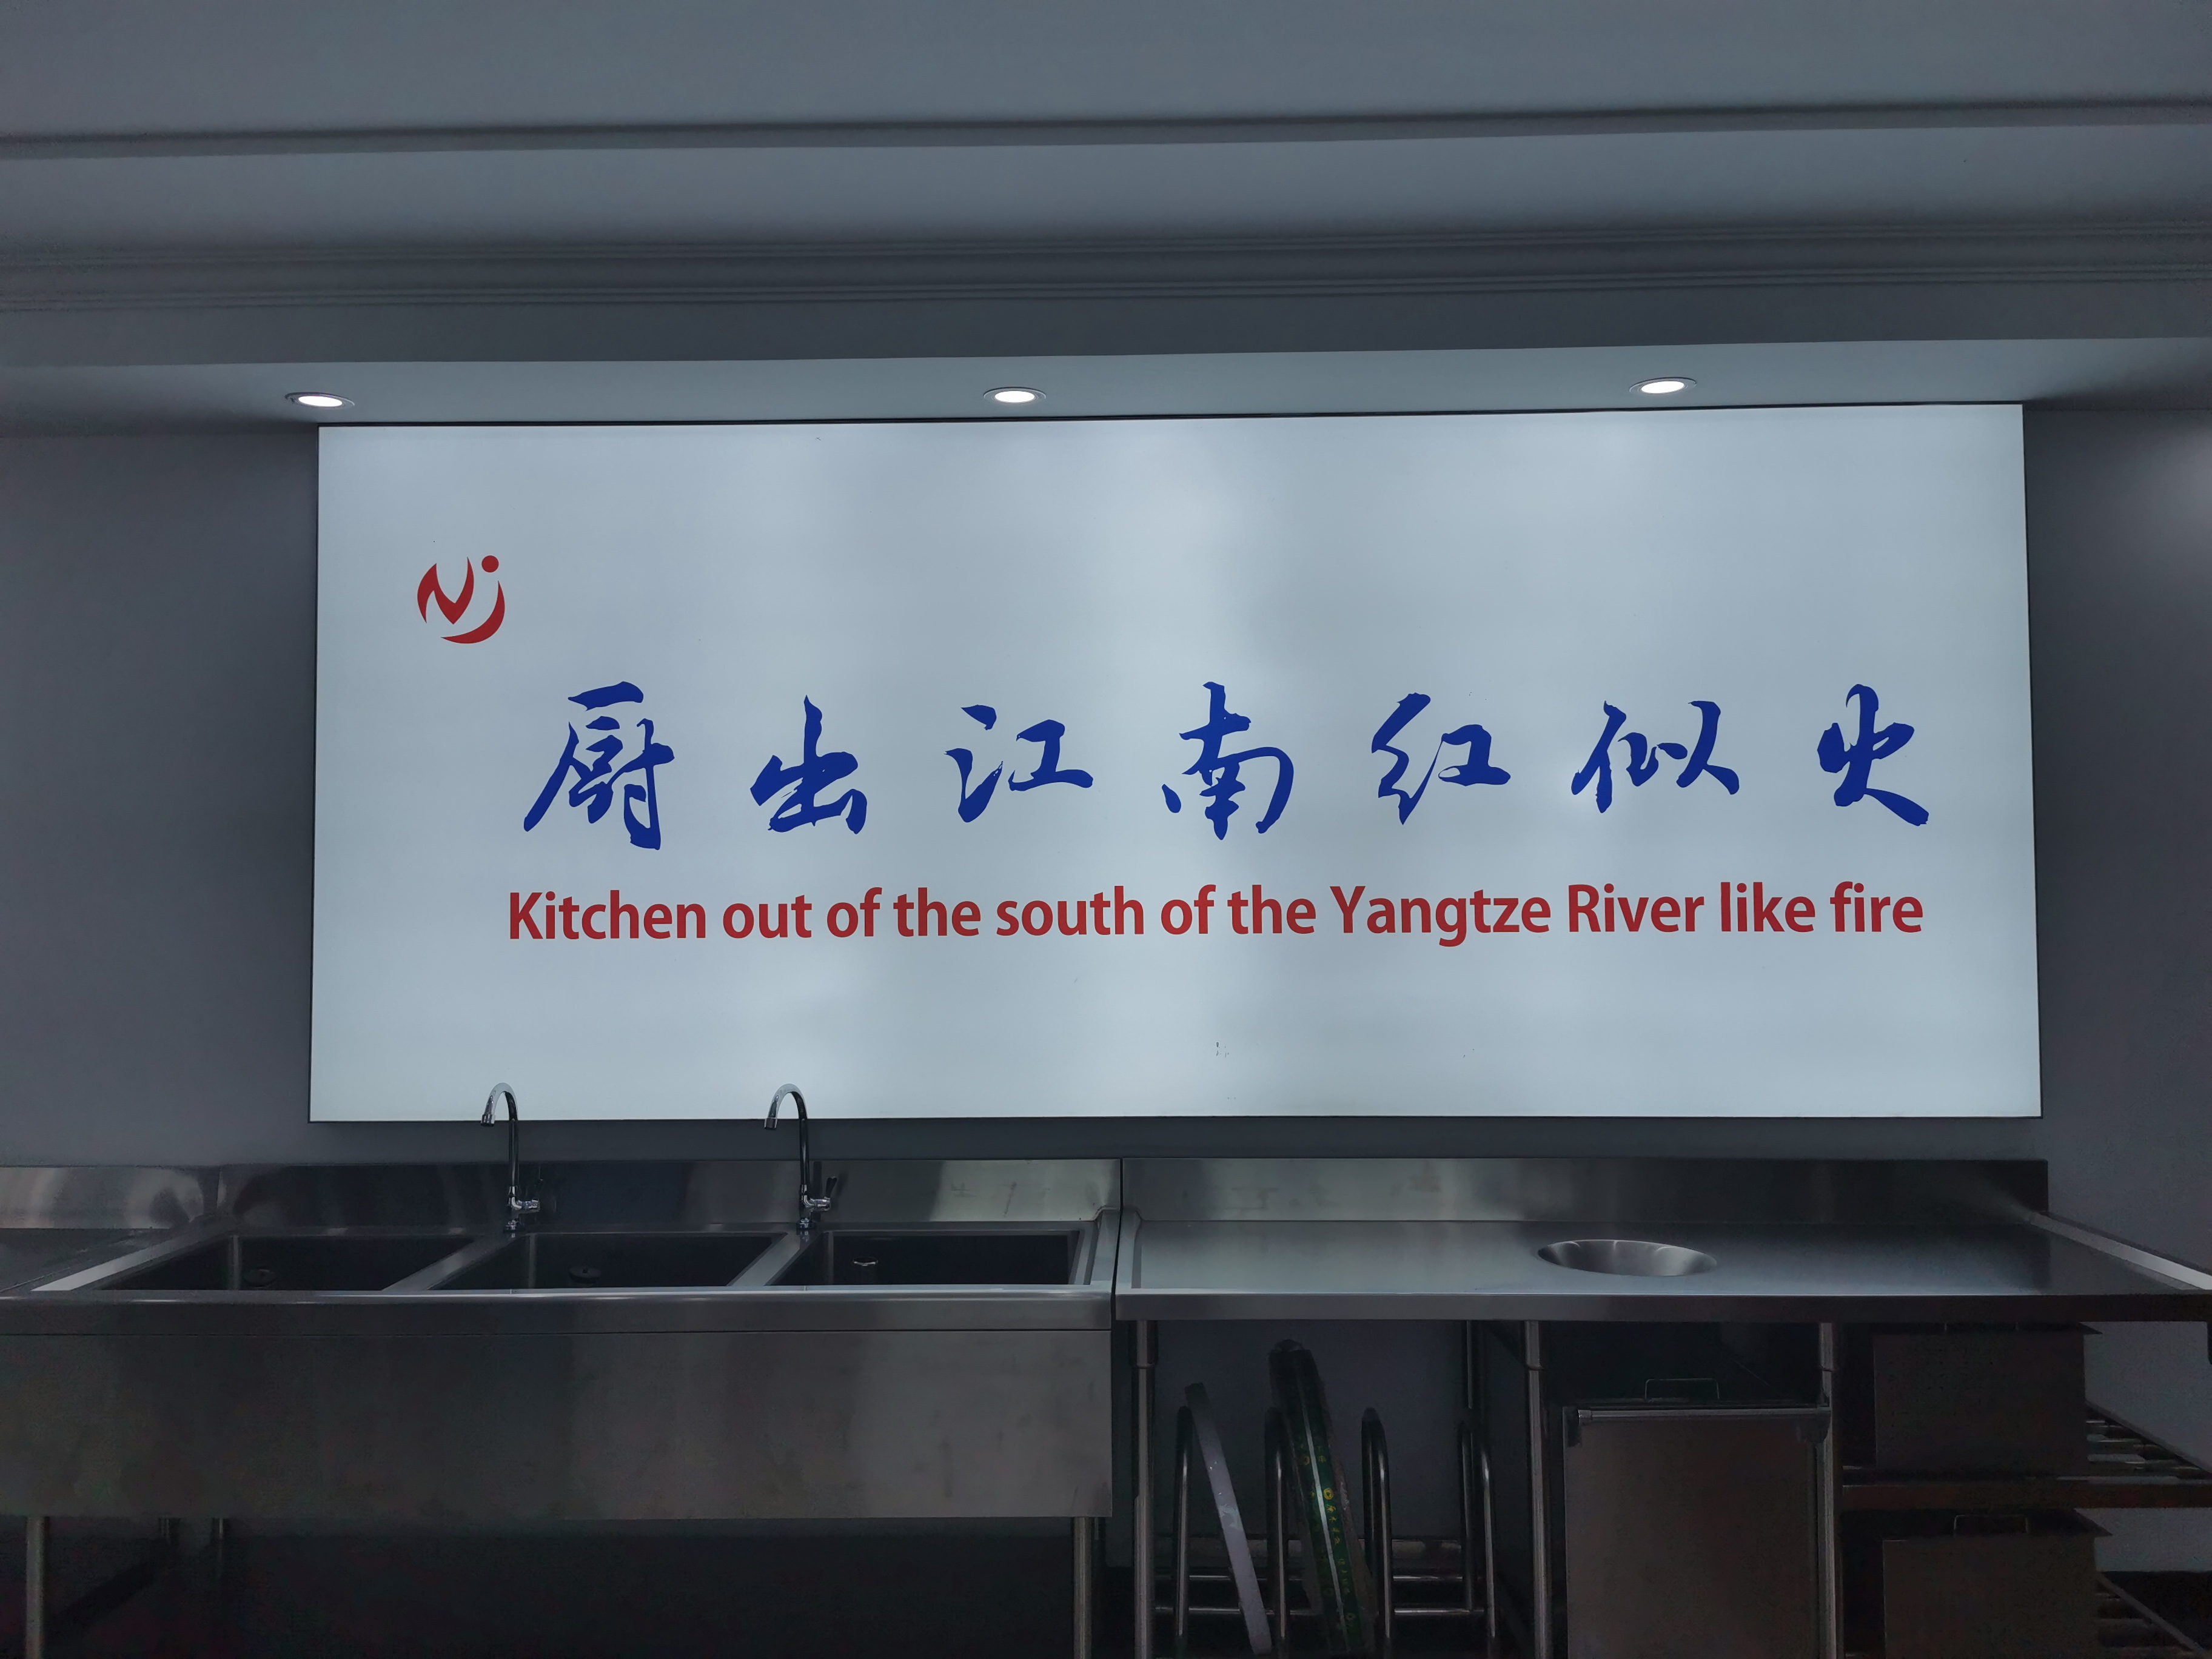 厨出江南红似火
Kitchen out of the south of the Yangtze River like fire